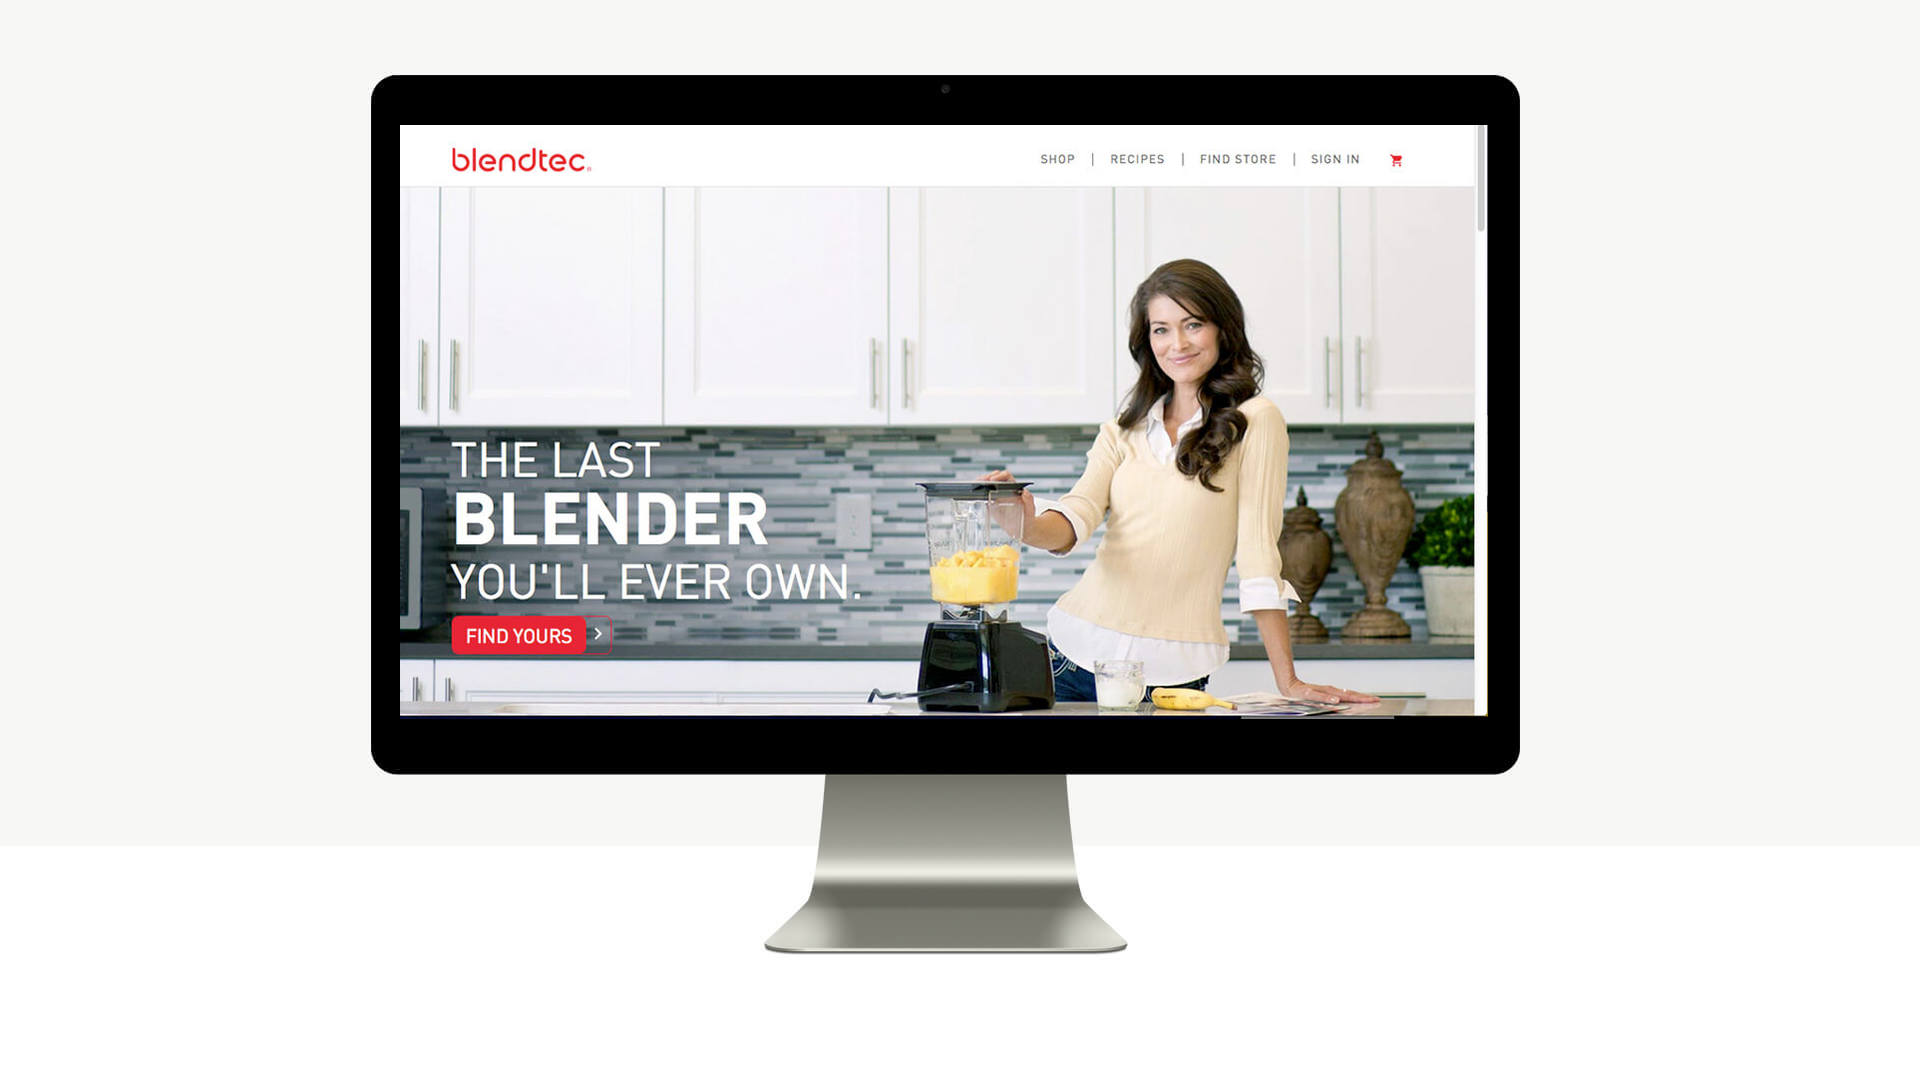 blendtec
SHOP | RECIPES | FIND STORE | SIGN IN
THE LAST
BLENDER
YOU'LL EVER OWN.
FIND YOURS